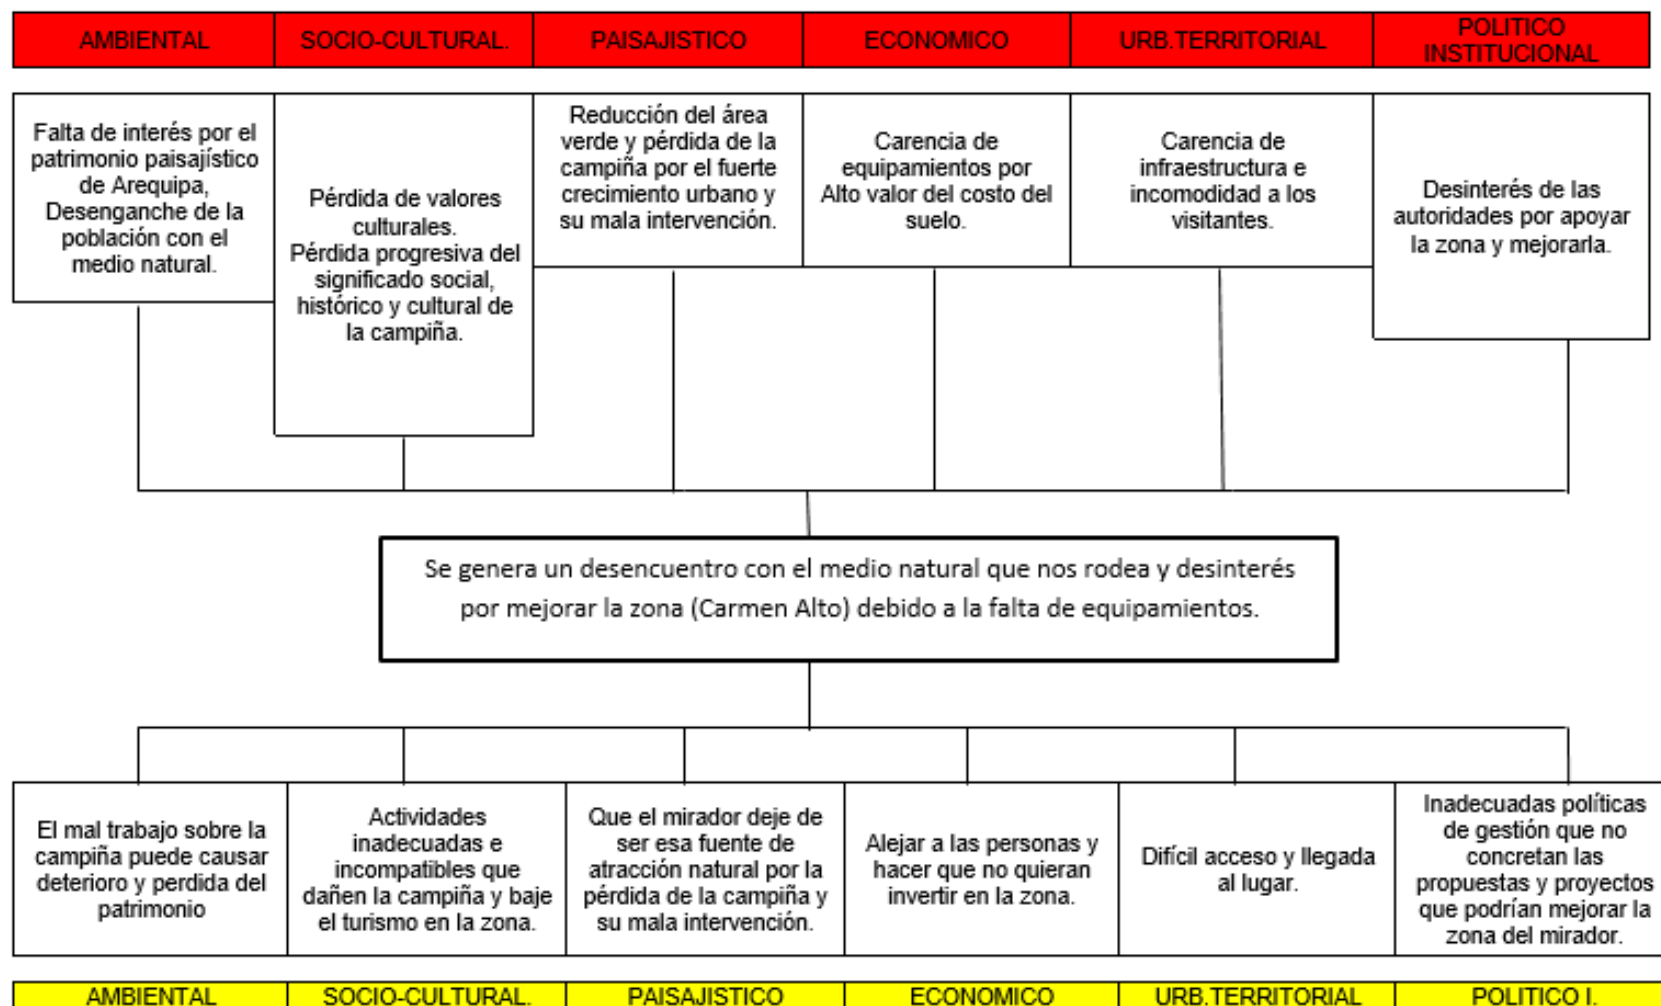 AMBIENTAL
SOCIO-CULTURAL.
PAISAJISTICO
ECONOMICO
URB.TERRITORIAL
POLITICO
INSTITUCIONAL
Falta de interés por el
patrimonio paisajístico
de Arequipa,
Desenganche de la
población con el
medio natural.
Pérdida de valores
culturales.
Pérdida progresiva del
significado social,
histórico y cultural de
la campiña.
Reducción del área
verde y pérdida de la
campiña por el fuerte
crecimiento urbano y
su mala intervención.
Carencia de
equipamientos por
Alto valor del costo del
suelo.
Carencia de
infraestructura e
incomodidad a los
visitantes.
Desinterés de las
autoridades por apoyar
la zona y mejorarla.
Se genera un desencuentro con el medio natural que nos rodea y desinterés
por mejorar la zona (Carmen Alto) debido a la falta de equipamientos.
El mal trabajo sobre la
campiña puede causar
deterioro y perdida del
patrimonio
Actividades
inadecuadas e
incompatibles que
dañen la campiña y baje
el turismo en la zona.
Que el mirador deje de
ser esa fuente de
atracción natural por la
pérdida de la campiña y
su mala intervención.
Alejar a las personas y
hacer que no quieran
invertir en la zona.
Difícil acceso y llegada
al lugar.
Inadecuadas políticas
de gestión que no
concretan las
propuestas y proyectos
que podrían mejorar la
zona del mirador.
AMBIENTAL
SOCIO-CULTURAL.
PAISAJISTICO
ECONOMICO
URB.TERRITORIAL
POLITICO I.